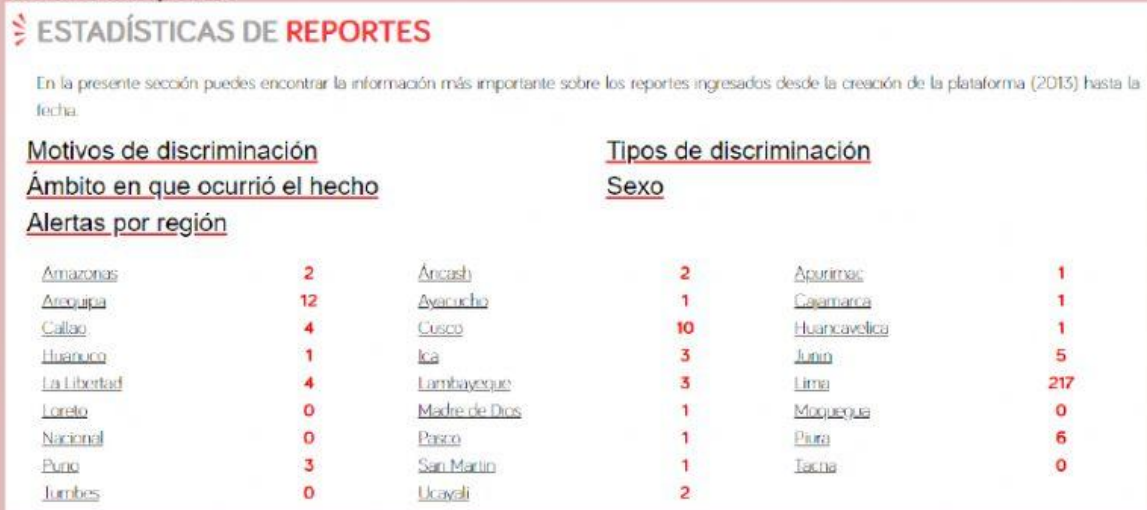 ESTADÍSTICAS DE REPORTES
En la presente sección puedes encontrar la información más importante sobre los reportes ingresados desde la creación de la plataforma (2013) hasta la
fecha.
Motivos de discriminación Tipos de discriminación
Ámbito en que ocurrió el hecho Sexo
Alertas por región
Amazonas 2 Áncash 2 Apurimac 1
Arequipa 12 Ayacucho 1 Cajamarca 1
Callao 4 Cusco 10 Huancavelica 1
Huanuco 1 Ica 3 Junin 5
La Libertad 4 Lambayeque 3 Lima 217
Loreto 0 Madre de Dios 1 Moquegua 0
Nacional 0 Pasco 1 Piura 6
Puno 3 San Martin 1 Tacna 0
Tumbes 0 Ucayali 2